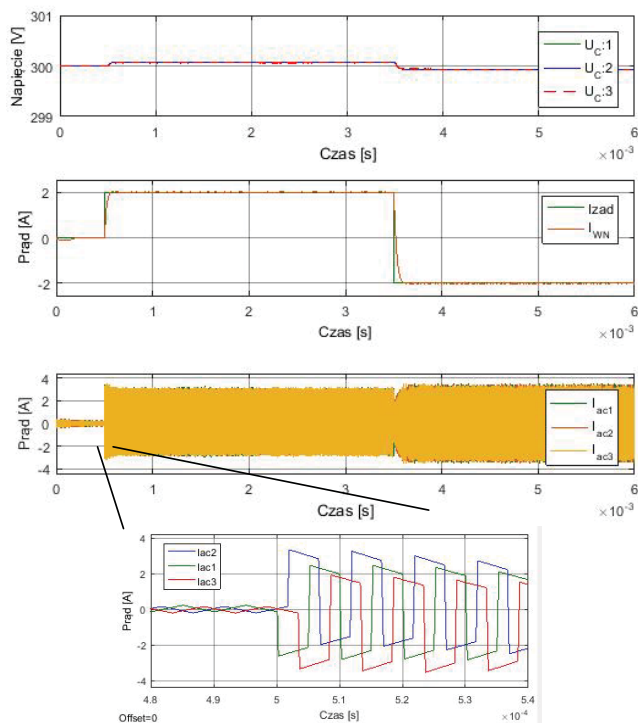 301
300
299
Napięcie [V]
U_C:1
U_C:2
U_C:3
0 1 2 3 4 5 6
Czas [s]
×10⁻³
2
0
-2
Prąd [A]
Izad
I_WN
0 1 2 3 4 5 6
Czas [s]
×10⁻³
4
2
0
-2
-4
Prąd [A]
I_ac1
I_ac2
I_ac3
0 1 2 3 4 5 6
Czas [s]
×10⁻³
4
2
0
-2
-4
Prąd [A]
Iac2
Iac1
Iac3
4.8 4.9 5 5.1 5.2 5.3 5.4
Offset=0
Czas [s]
×10⁻⁴